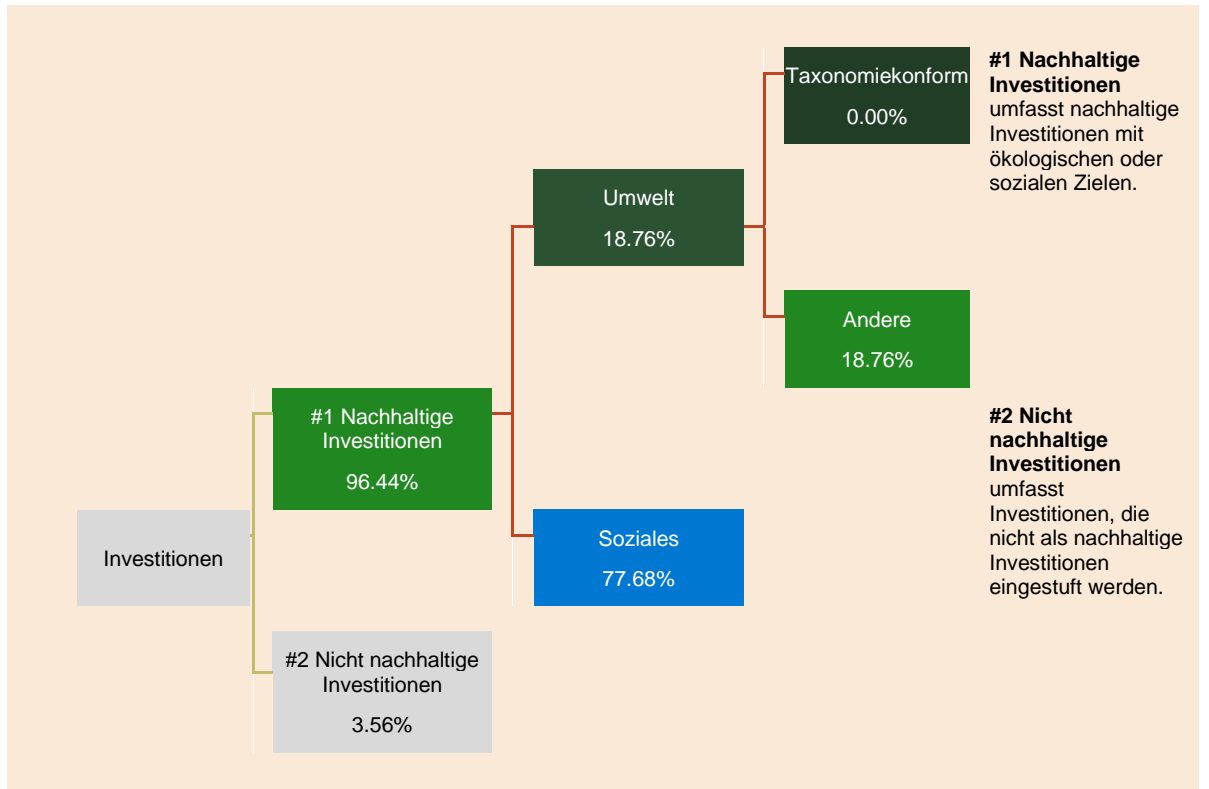 Taxonomiekonform
0.00%
Umwelt
18.76%
Andere
18.76%
#1 Nachhaltige
Investitionen
96.44%
Soziales
77.68%
Investitionen
#2 Nicht nachhaltige
Investitionen
3.56%
#1 Nachhaltige
Investitionen
umfasst nachhaltige
Investitionen mit
ökologischen oder
sozialen Zielen.
#2 Nicht
nachhaltige
Investitionen
umfasst
Investitionen, die
nicht als nachhaltige
Investitionen
eingestuft werden.